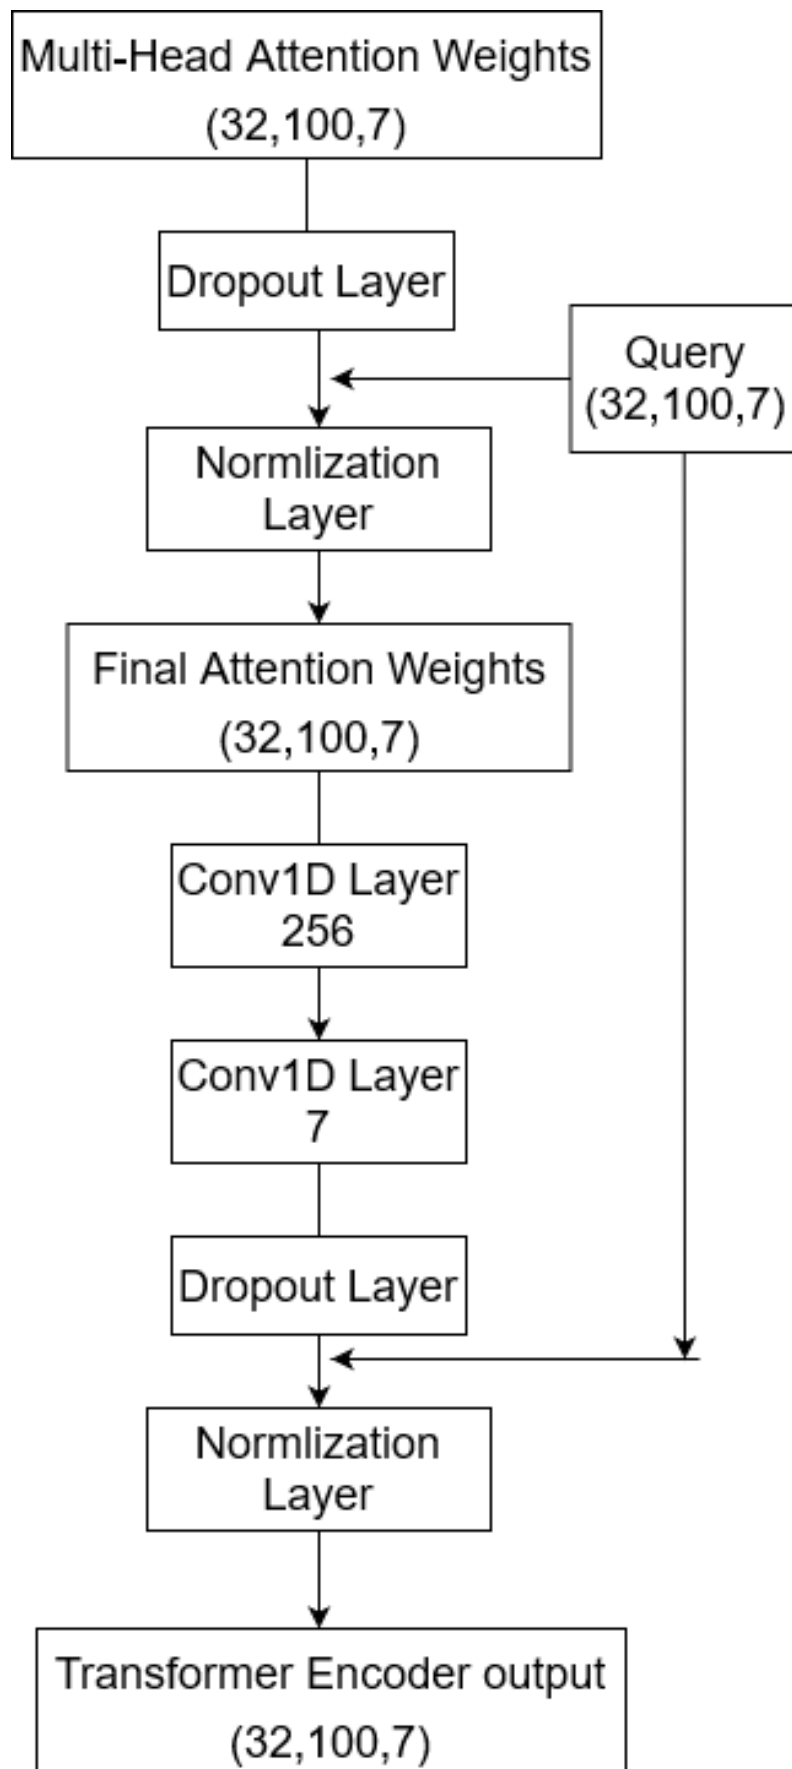 Multi-Head Attention Weights
(32,100,7)
Dropout Layer
Query
(32,100,7)
Normlization
Layer
Final Attention Weights
(32,100,7)
Conv1D Layer
256
Conv1D Layer
7
Dropout Layer
Normlization
Layer
Transformer Encoder output
(32,100,7)